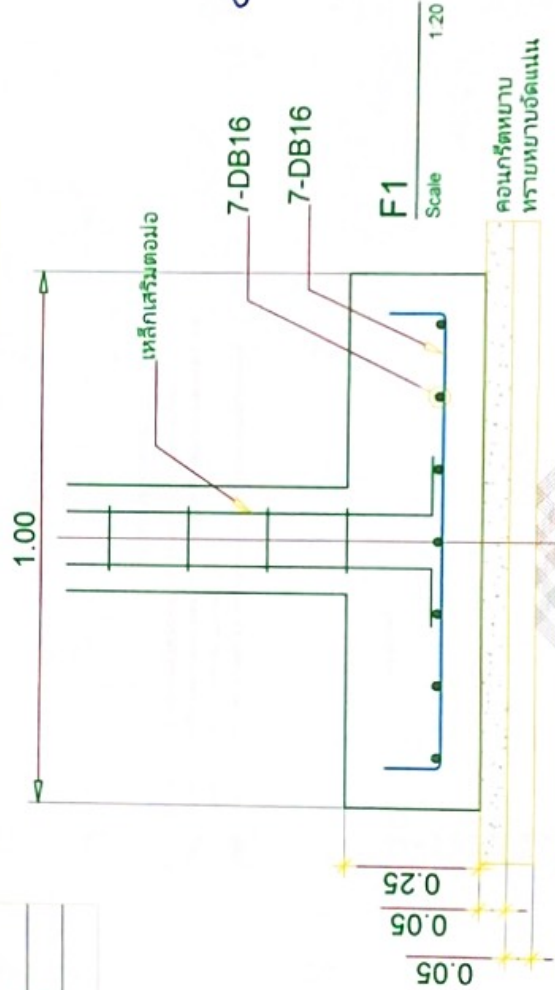 1.00
เหล็กเสริมตอม่อ
7-DB16
7-DB16
F1
Scale 1:20
0.25
0.05
0.05
คอนกรีตหยาบ
ทรายหยาบอัดแน่น